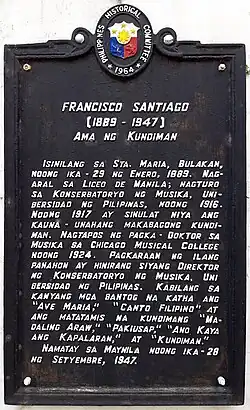 PHILIPPINES HISTORICAL COMMITTEE
1964
FRANCISCO SANTIAGO
(1889 - 1947)
AMA NG KUNDIMAN
ISINILANG SA STA. MARIA, BULAKAN,
NOONG IKA-29 NG ENERO, 1889. NAG-
ARAL SA LICEO DE MANILA; NAGTURO
SA KONSERBATORYO NG MUSIKA, UNI-
BERSIDAD NG PILIPINAS, NOONG 1916.
NOONG 1917 AY SINULAT NIYA ANG
KAUNA-UNAHANG MAKABAGONG KUNDI-
MAN. NAGTAPOS NG PAGKA-DOKTOR SA
MUSIKA SA CHICAGO MUSICAL COLLEGE
NOONG 1924. PAGKARAAN NG ILANG
PANAHON AY HINIRANG SIYANG DIREKTOR
NG KONSERBATORYO NG MUSIKA, UNI
BERSIDAD NG PILIPINAS. KABILANG SA
KANYANG MGA BANTOG NA KATHA ANG
"AVE MARIA," "CANTO FILIPINO", AT
ANG MATATAMIS NA KUNDIMANG "MA-
DALING ARAW," "PAKIUSAP," "ANO KAYA
ANG KAPALARAN," AT "KUNDIMAN."
NAMATAY SA MAYNILA NOONG IKA-28
NG SETYEMBRE, 1947.